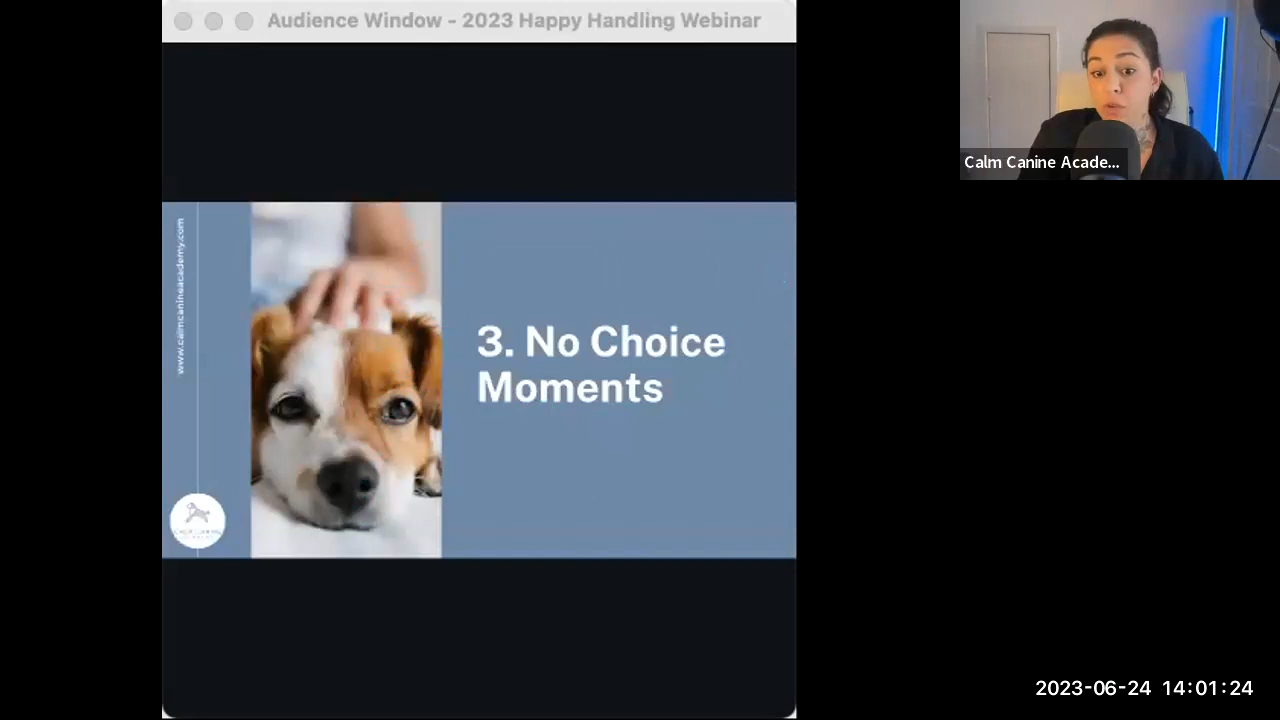 Audience Window - 2023 Happy Handling Webinar
Calm Canine Acade...
www.calmcanineacademy.com
3. No Choice
Moments
2023-06-24 14:01:24